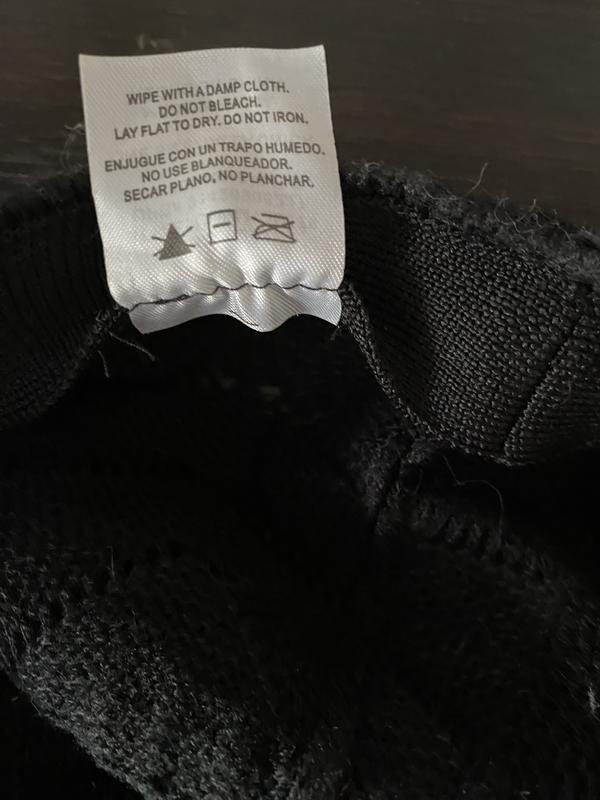 WIPE WITH A DAMP CLOTH.
DO NOT BLEACH.
LAY FLAT TO DRY. DO NOT IRON.
ENJUGUE CON UN TRAPO HUMEDO.
NO USE BLANQUEADOR.
SECAR PLANO, NO PLANCHAR.